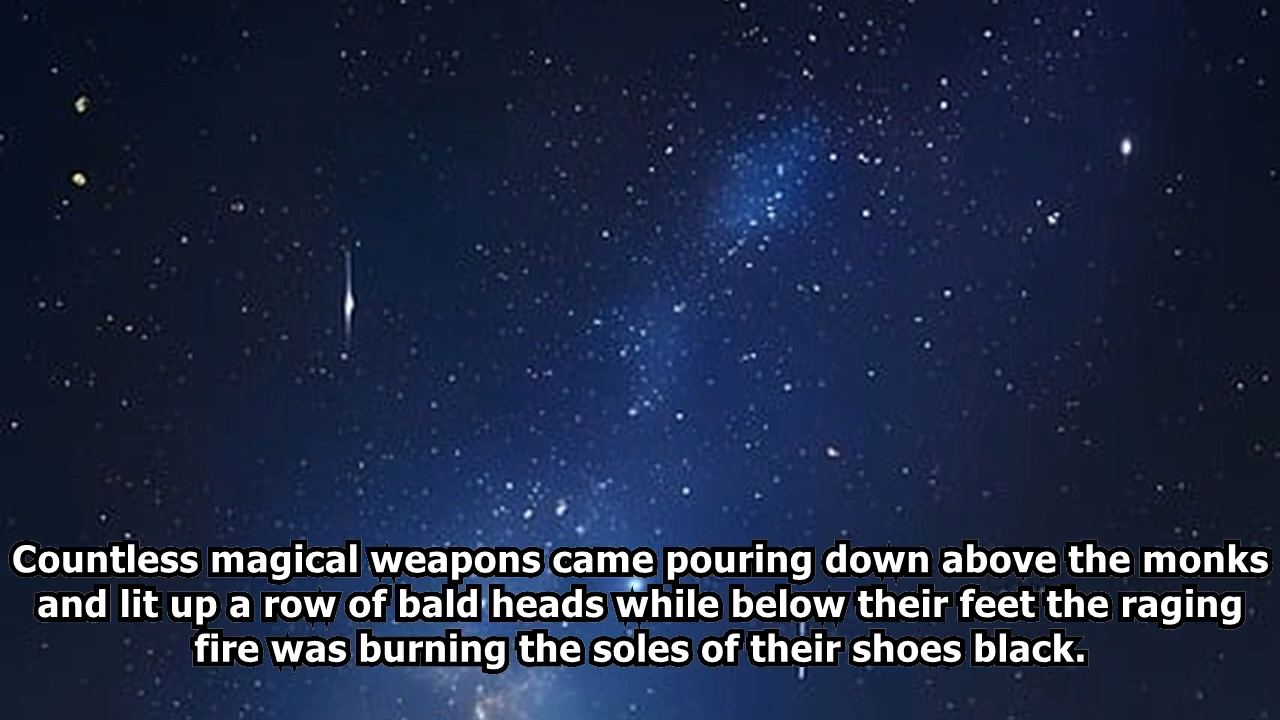 Countless magical weapons came pouring down above the monks
and lit up a row of bald heads while below their feet the raging
fire was burning the soles of their shoes black.